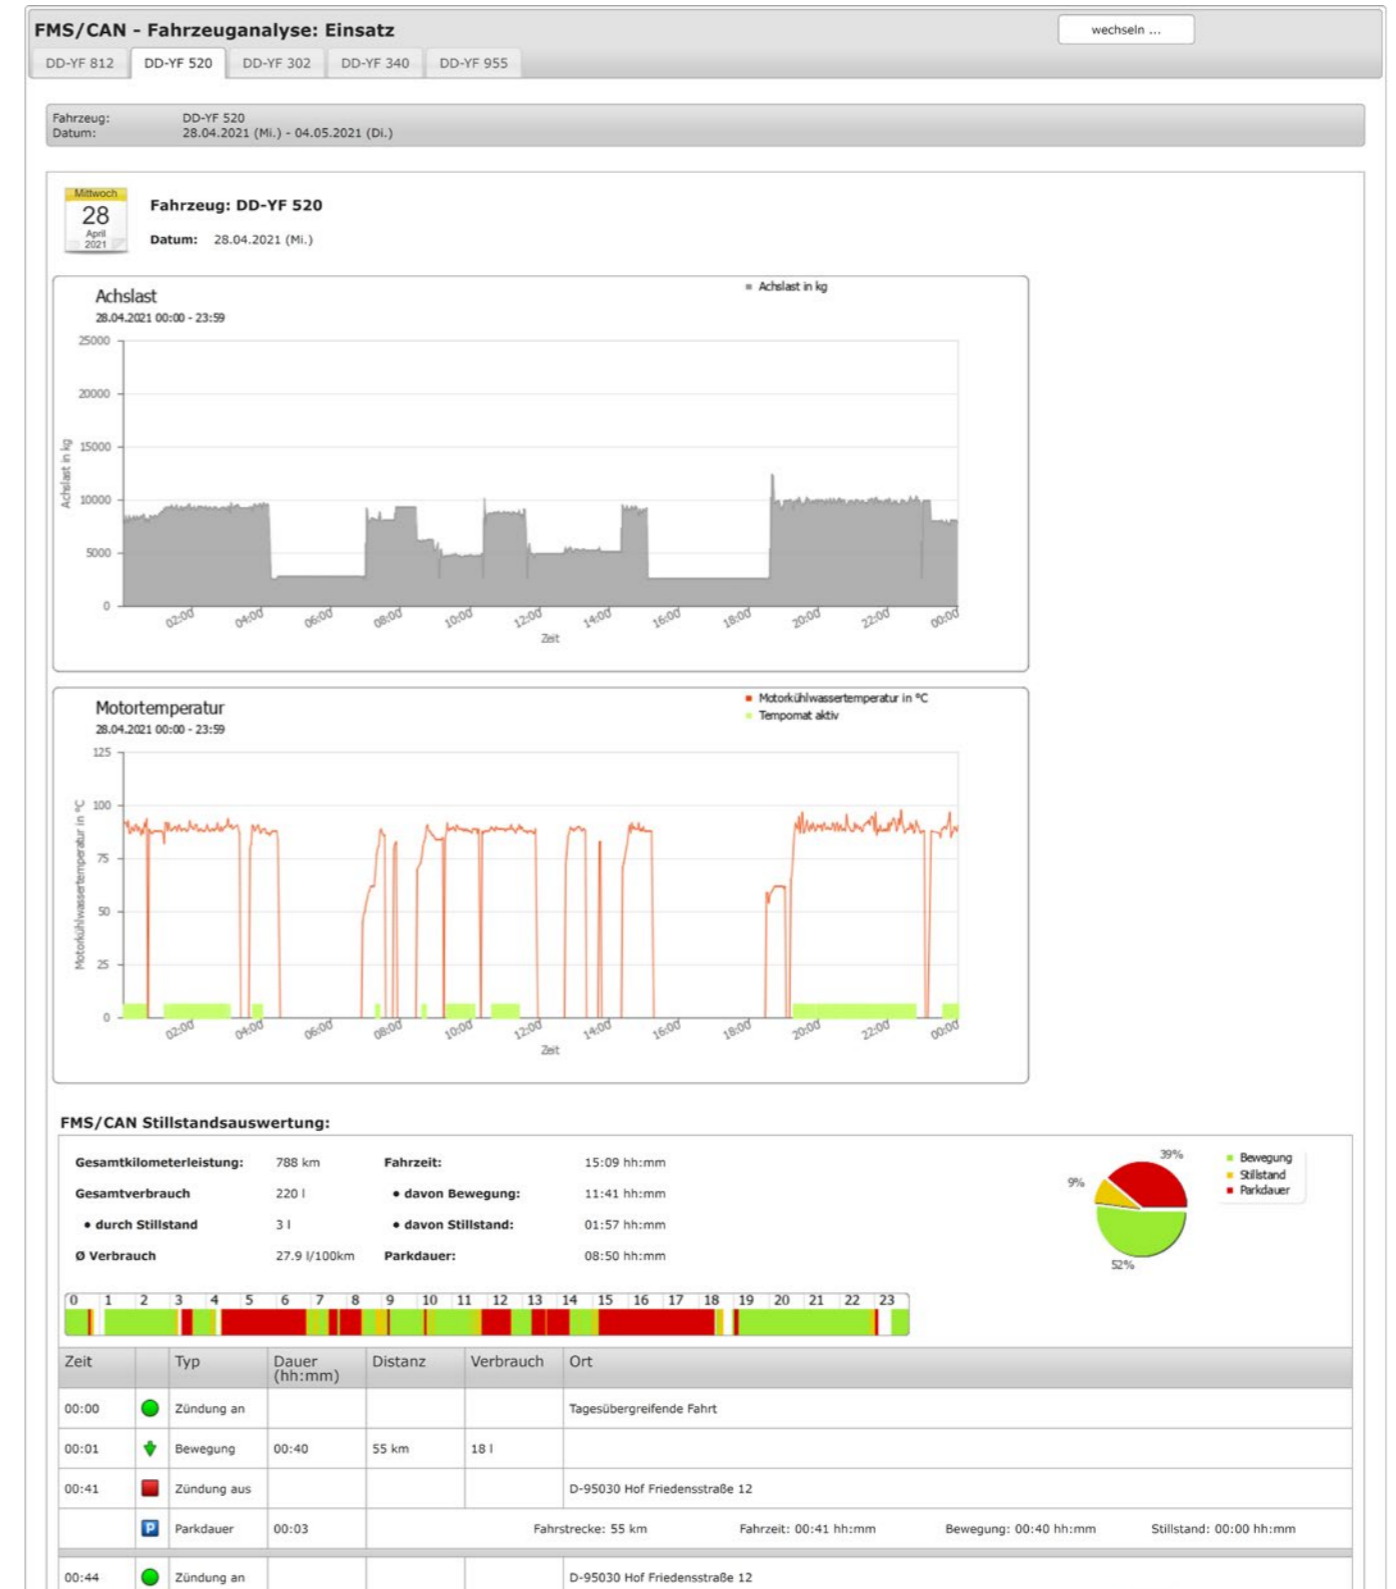 FMS/CAN - Fahrzeuganalyse: Einsatz
wechseln ...
DD-YF 812 DD-YF 520 DD-YF 302 DD-YF 340 DD-YF 955
Fahrzeug: DD-YF 520
Datum: 28.04.2021 (Mi.) - 04.05.2021 (Di.)
Mittwoch
28
April
2021
Fahrzeug: DD-YF 520
Datum: 28.04.2021 (Mi.)
Achslast
28.04.2021 00:00 - 23:59
Achslast in kg
25000
20000
15000
10000
5000
0
Achslast in kg
02:00 04:00 06:00 08:00 10:00 12:00 14:00 16:00 18:00 20:00 22:00 00:00
Zeit
Motortemperatur
28.04.2021 00:00 - 23:59
Motorkühlwassertemperatur in °C
Tempomat aktiv
125
100
75
50
25
0
Motorkühlwassertemperatur in °C
02:00 04:00 06:00 08:00 10:00 12:00 14:00 16:00 18:00 20:00 22:00 00:00
Zeit
FMS/CAN Stillstandsauswertung:
Gesamtkilometerleistung: 788 km Fahrzeit: 15:09 hh:mm
Gesamtverbrauch 220 l • davon Bewegung: 11:41 hh:mm
• durch Stillstand 3 l • davon Stillstand: 01:57 hh:mm
Ø Verbrauch 27.9 l/100km Parkdauer: 08:50 hh:mm
39%
9%
52%
Bewegung
Stillstand
Parkdauer
0 1 2 3 4 5 6 7 8 9 10 11 12 13 14 15 16 17 18 19 20 21 22 23
Zeit Typ Dauer (hh:mm) Distanz Verbrauch Ort
00:00 Zündung an Tagesübergreifende Fahrt
00:01 Bewegung 00:40 55 km 18 l
00:41 Zündung aus D-95030 Hof Friedensstraße 12
P Parkdauer 00:03 Fahrstrecke: 55 km Fahrzeit: 00:41 hh:mm Bewegung: 00:40 hh:mm Stillstand: 00:00 hh:mm
00:44 Zündung an D-95030 Hof Friedensstraße 12